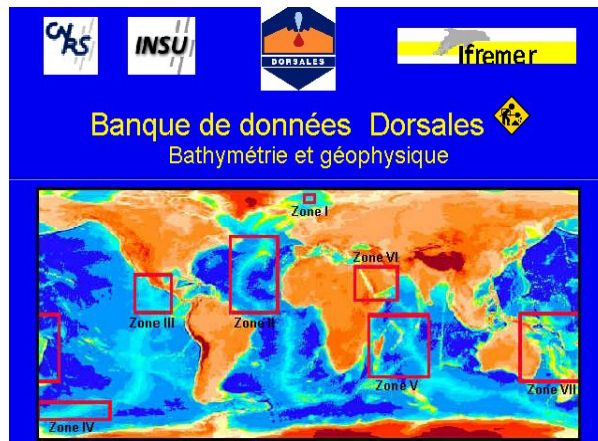 CNRS
INSU
DORSALES
Ifremer
Banque de données Dorsales
Bathymétrie et géophysique
Zone I
Zone VI
Zone III
Zone II
Zone V
Zone VII
Zone IV